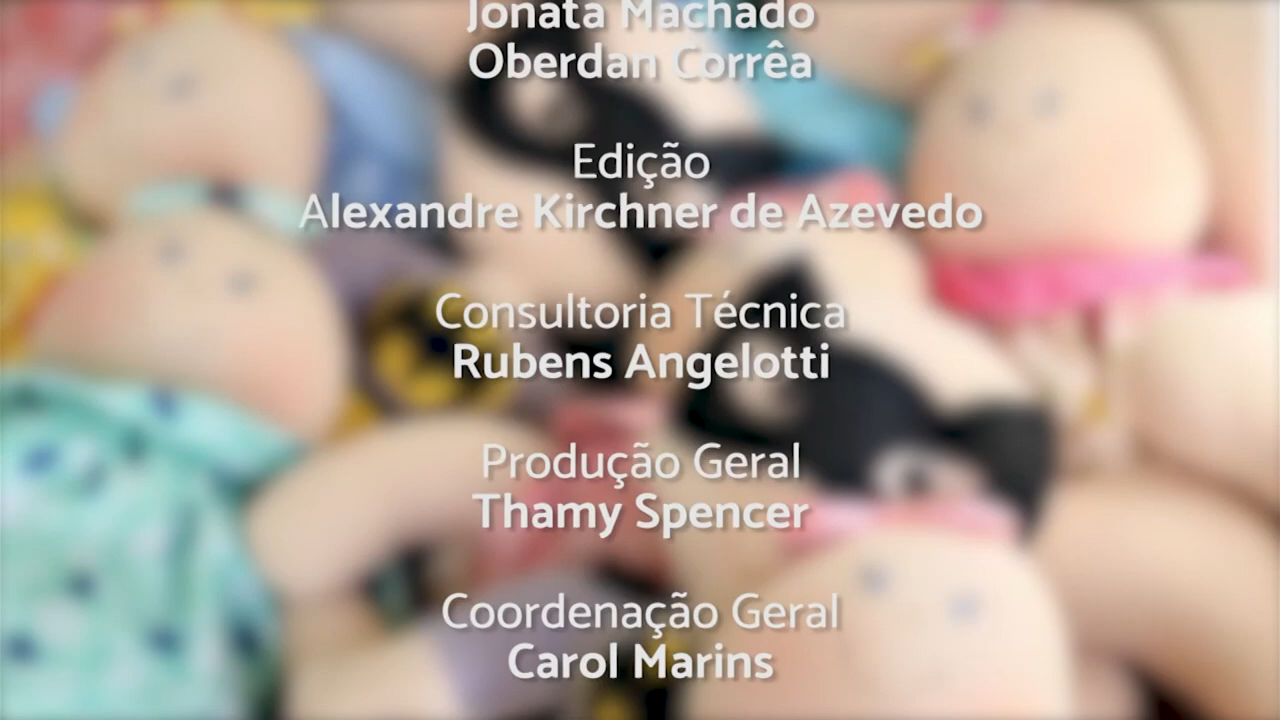 Jonata Machado
Oberdan Corrêa
Edição
Alexandre Kirchner de Azevedo
Consultoria Técnica
Rubens Angelotti
Produção Geral
Thamy Spencer
Coordenação Geral
Carol Marins